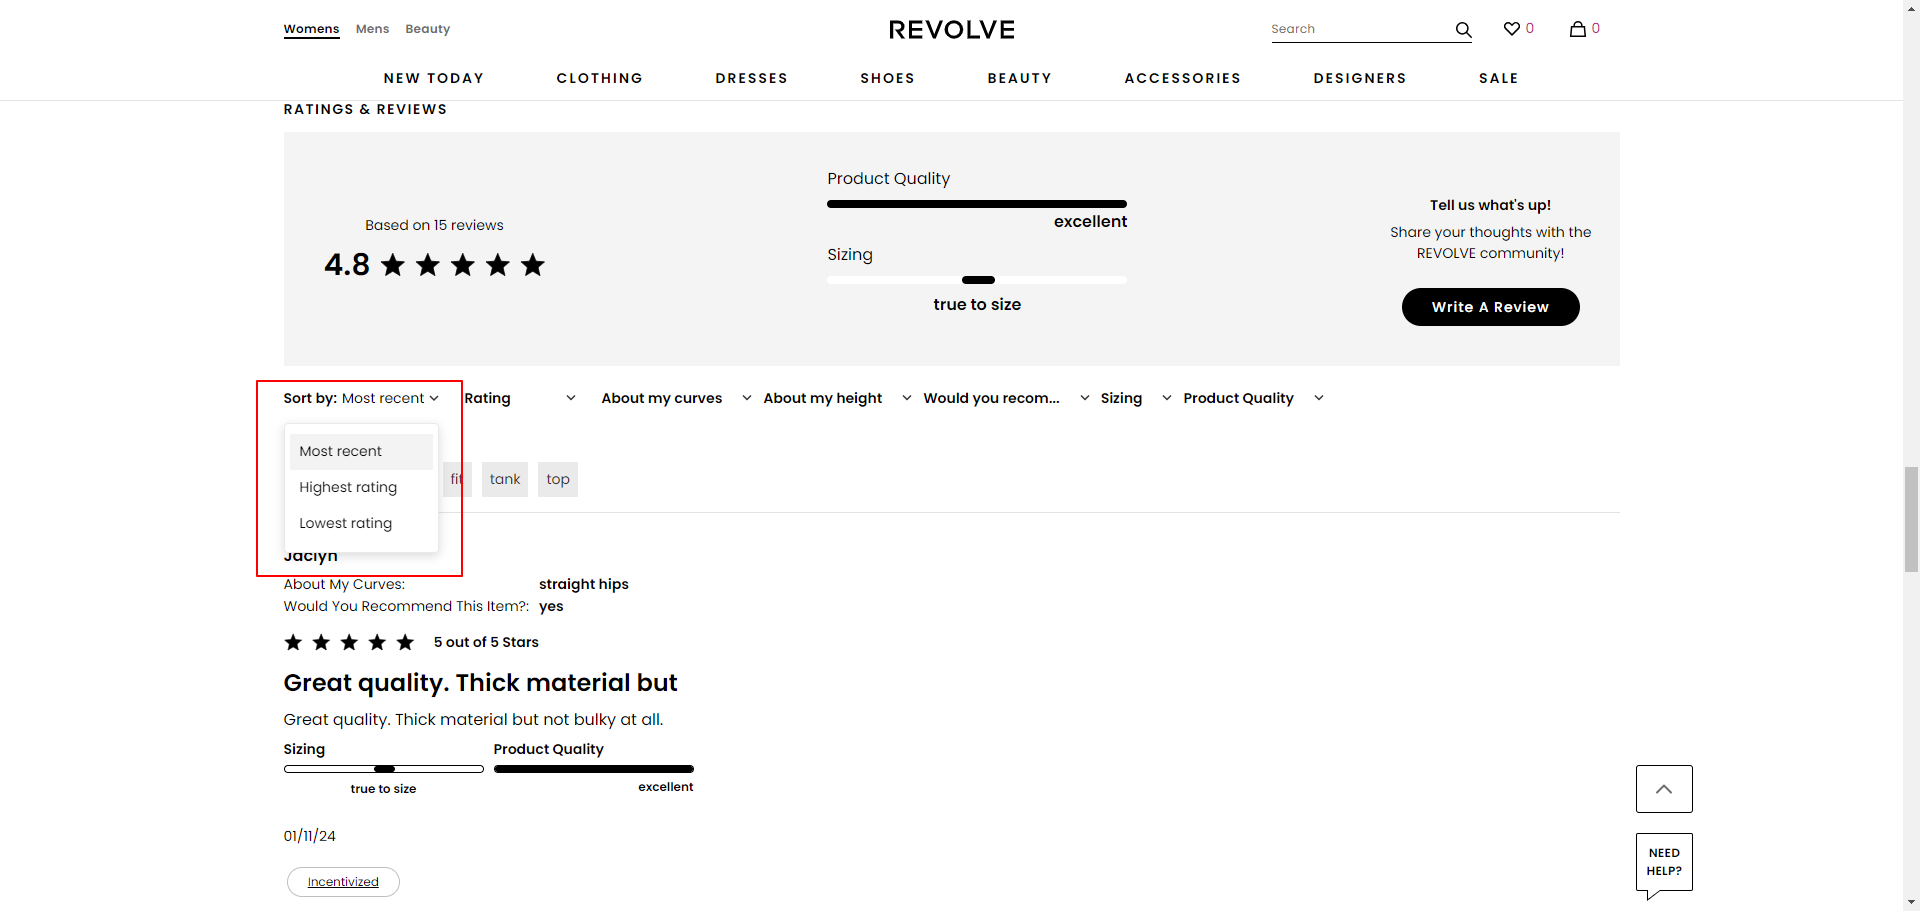 Womens Mens Beauty
REVOLVE
Search
0
0
NEW TODAY CLOTHING DRESSES SHOES BEAUTY ACCESSORIES DESIGNERS SALE
RATINGS & REVIEWS
Based on 15 reviews
4.8
Product Quality
excellent
Sizing
true to size
Tell us what's up!
Share your thoughts with the
REVOLVE community!
Write A Review
Sort by: Most recent
Rating
About my curves
About my height
Would you recom...
Sizing
Product Quality
Most recent
Highest rating
Lowest rating
fit
tank
top
Jaclyn
About My Curves: straight hips
Would You Recommend This Item?: yes
5 out of 5 Stars
Great quality. Thick material but
Great quality. Thick material but not bulky at all.
Sizing
true to size
Product Quality
excellent
01/11/24
Incentivized
NEED
HELP?